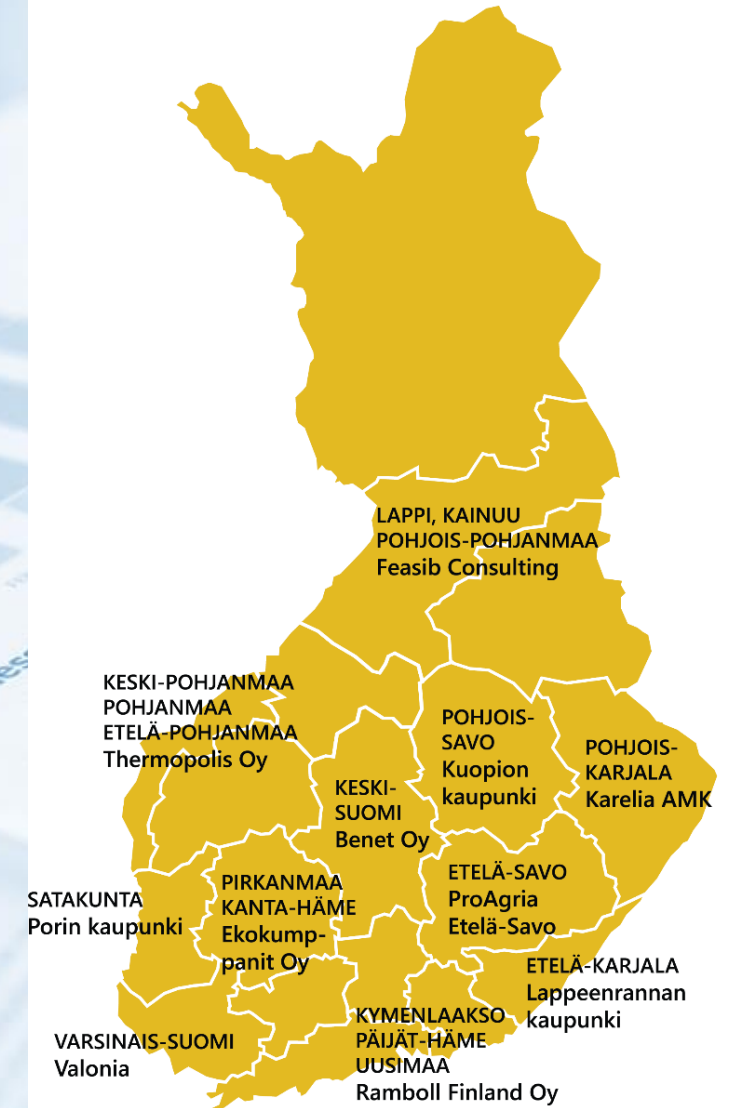 LAPPI, KAINUU
POHJOIS-POHJANMAA
Feasib Consulting
KESKI-POHJANMAA
POHJANMAA
ETELÄ-POHJANMAA
Thermopolis Oy
POHJOIS-
SAVO
Kuopion
kaupunki
POHJOIS-
KARJALA
Karelia AMK
KESKI-
SUOMI
Benet Oy
ETELÄ-SAVO
ProAgria
Etelä-Savo
PIRKANMAA
KANTA-HÄME
Ekokump-
panit Oy
SATAKUNTA
Porin kaupunki
ETELÄ-KARJALA
Lappeenrannan
kaupunki
KYMENLAAKSO
PÄIJÄT-HÄME
UUSIMAA
Ramboll Finland Oy
VARSINAIS-SUOMI
Valonia